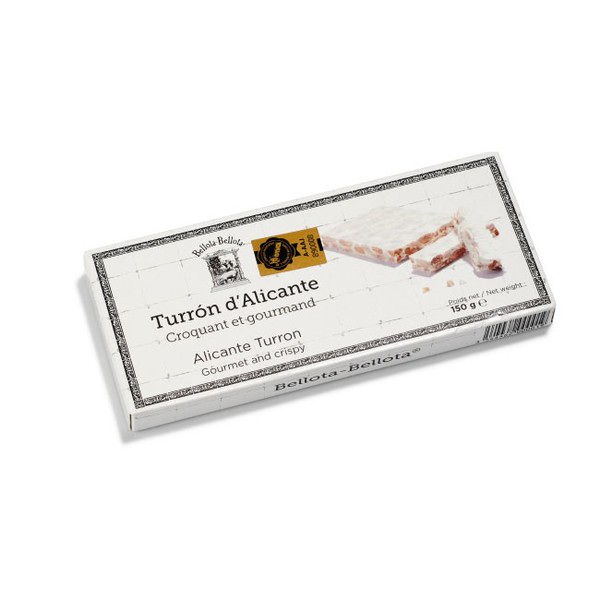 Bellota-Bellota
Turrón d'Alicante
Croquant et gourmand
Alicante Turron
Gourmet and crispy
Poids net / Net weight:
150 g ℮
Bellota-Bellota®